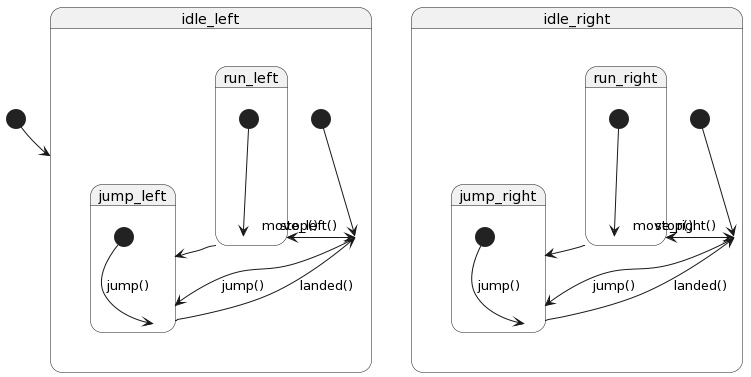 idle_left
idle_right
run_left
run_right
jump_left
jump_right
move_left()
stop()
move_right()
stop()
jump()
jump()
landed()
jump()
jump()
landed()